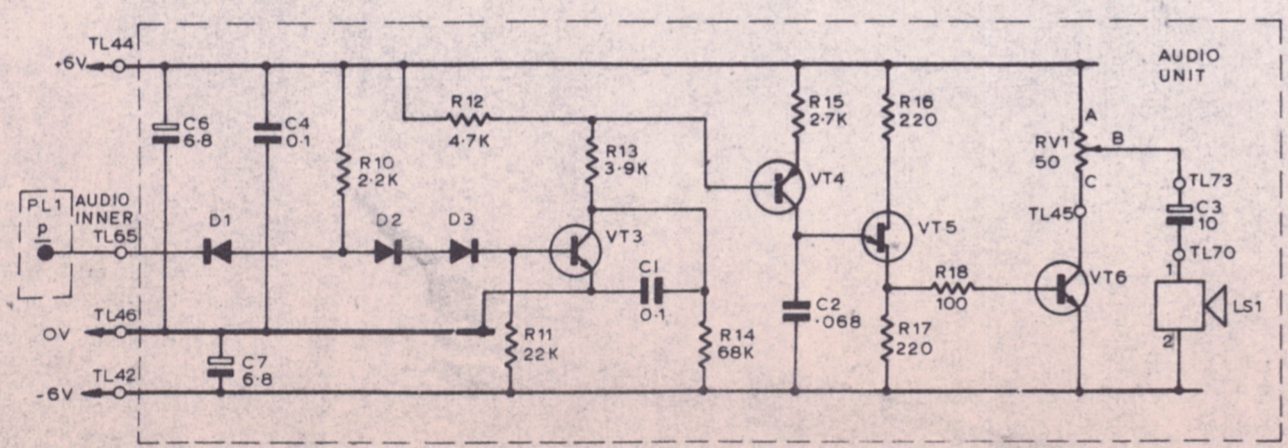 AUDIO
UNIT
TL44
+6V
C6
6.8
C4
0.1
R10
2.2K
R12
4.7K
R13
3.9K
R15
2.7K
R16
220
A
RV1
50
B
C
VT4
TL73
C3
10
TL70
PL1
P
AUDIO
INNER
TL65
D1
D2
D3
VT3
VT5
TL45
VT6
C1
0.1
R18
100
1
LS1
2
TL46
0V
R11
22K
R14
68K
C2
.068
R17
220
C7
6.8
TL42
-6V